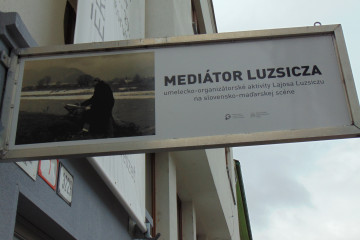 MEDIÁTOR LUZSICZA
umelecko-organizátorské aktivity Lajosa Luzsiczu
na slovensko-maďarskej scéne